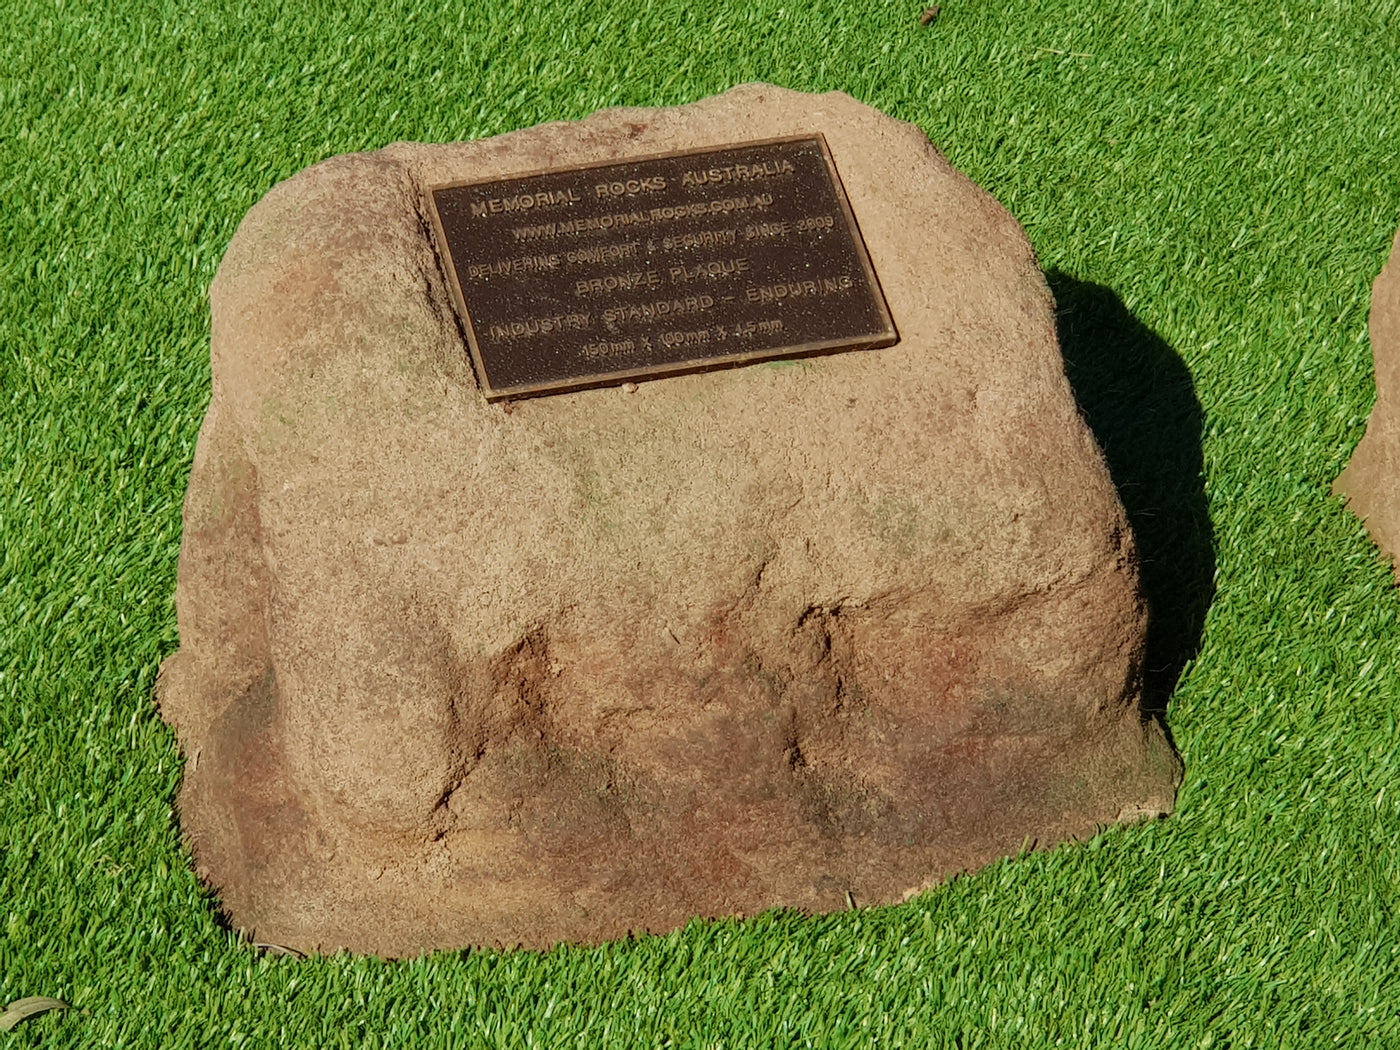 MEMORIAL ROCKS AUSTRALIA
WWW.MEMORIALROCKS.COM.AU
DELIVERING COMFORT & SECURITY SINCE 2009
BRONZE PLAQUE
INDUSTRY STANDARD – ENDURING
150mm X 100mm X 4.5mm